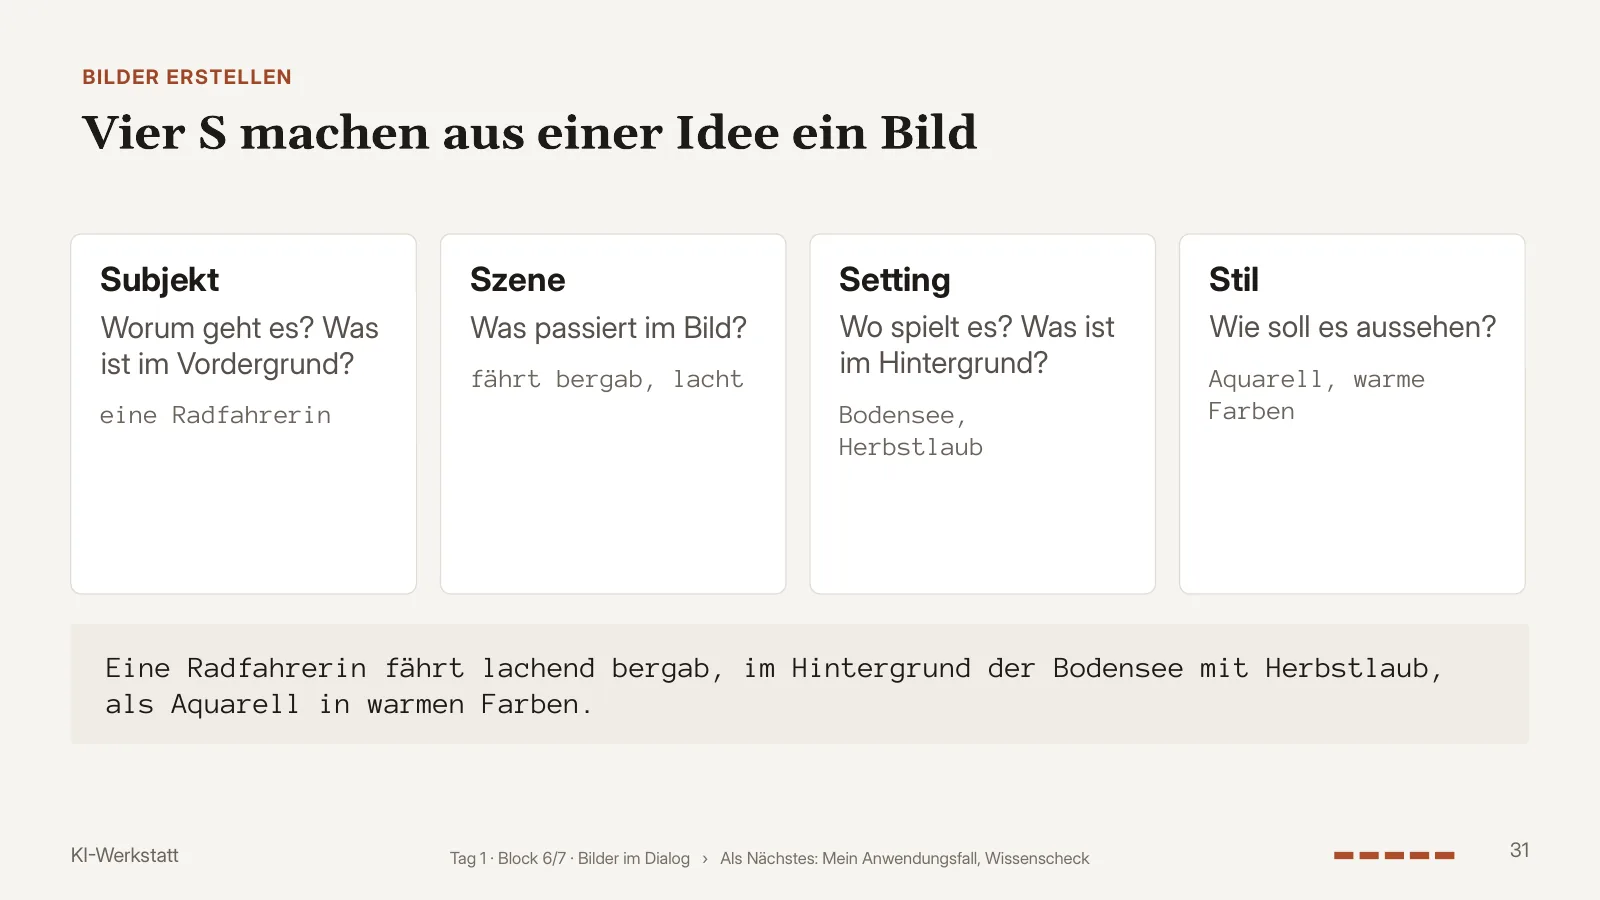 BILDER ERSTELLEN
Vier S machen aus einer Idee ein Bild
Subjekt
Worum geht es? Was
ist im Vordergrund?
eine Radfahrerin
Szene
Was passiert im Bild?
fährt bergab, lacht
Setting
Wo spielt es? Was ist
im Hintergrund?
Bodensee,
Herbstlaub
Stil
Wie soll es aussehen?
Aquarell, warme
Farben
Eine Radfahrerin fährt lachend bergab, im Hintergrund der Bodensee mit Herbstlaub,
als Aquarell in warmen Farben.
KI-Werkstatt
Tag 1 · Block 6/7 · Bilder im Dialog › Als Nächstes: Mein Anwendungsfall, Wissenscheck
31